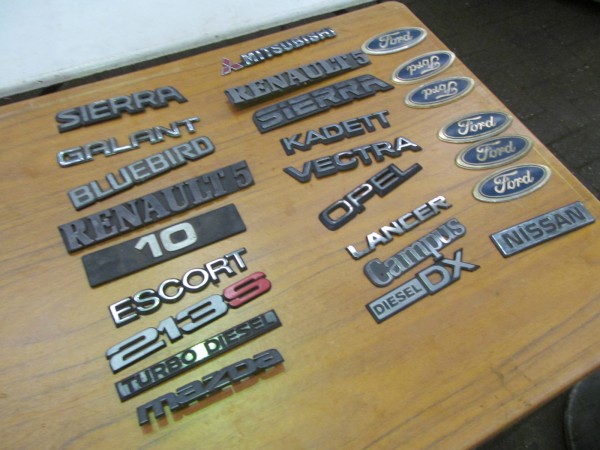 SIERRA
GALANT
BLUEBIRD
RENAULT 5
10
ESCORT
213S
TURBO DIESEL
mazda
MITSUBISHI
RENAULT 5
SIERRA
KADETT
VECTRA
OPEL
LANCER
Campus
DIESEL DX
Ford
Ford
Ford
Ford
Ford
Ford
NISSAN